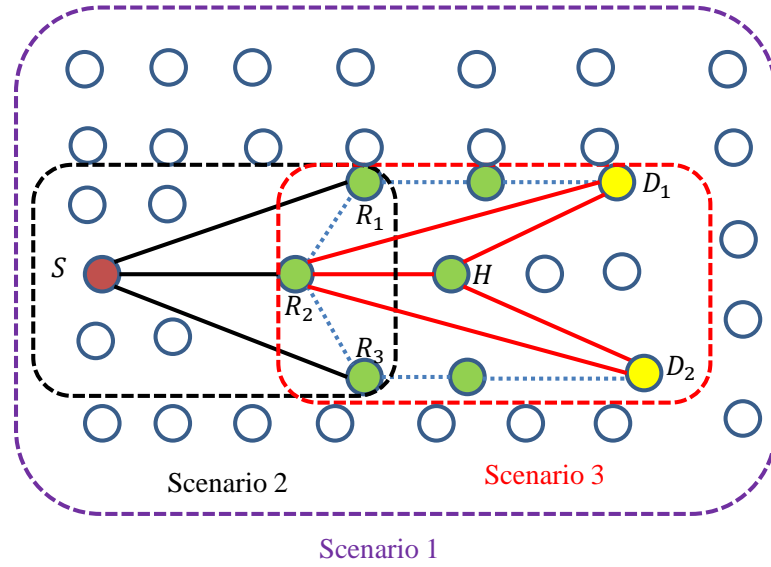 D₁
R₁
S
H
R₂
R₃
D₂
Scenario 2
Scenario 3
Scenario 1